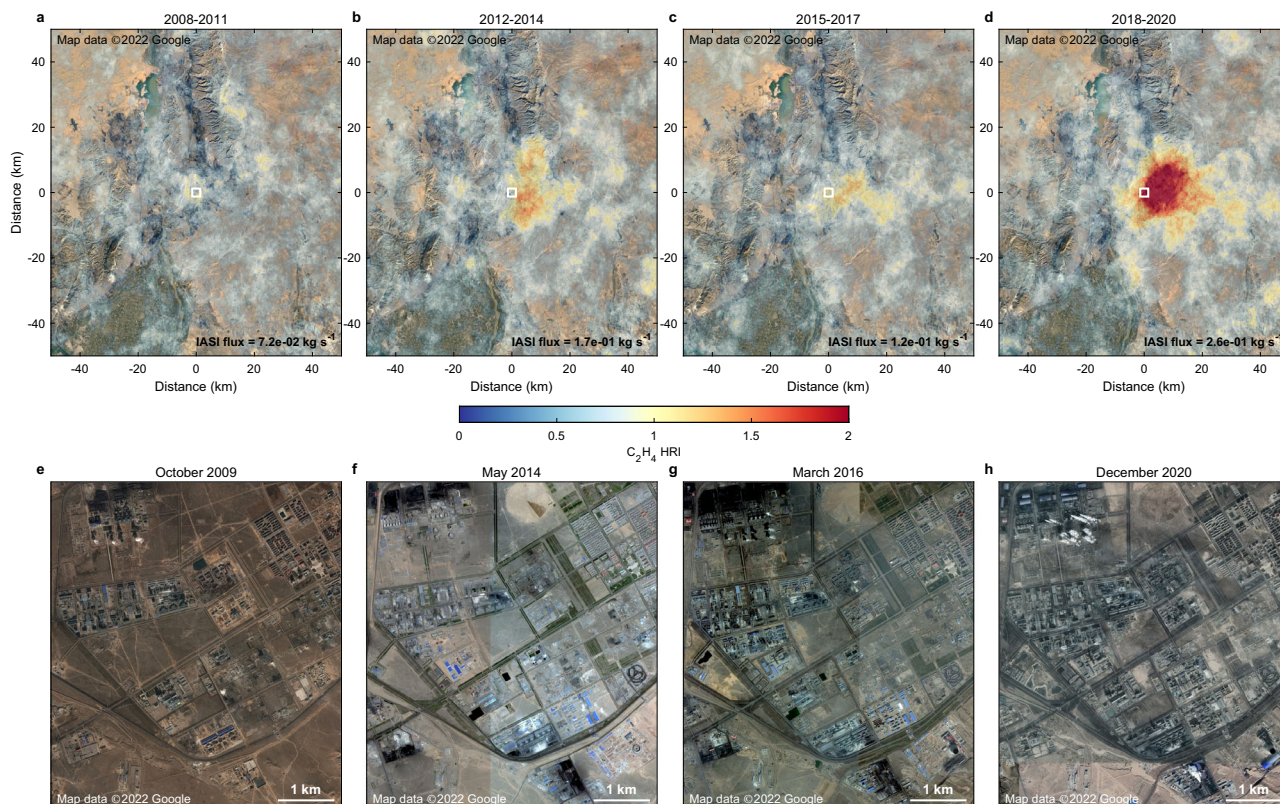 a 2008-2011 b 2012-2014 c 2015-2017 d 2018-2020
Map data ©2022 Google Map data ©2022 Google Map data ©2022 Google Map data ©2022 Google
40 40 40 40
20 20 20 20
0 0 0 0
-20 -20 -20 -20
-40 -40 -40 -40
Distance (km)
IASI flux = 7.2e-02 kg s⁻¹ IASI flux = 1.7e-01 kg s⁻¹ IASI flux = 1.2e-01 kg s⁻¹ IASI flux = 2.6e-01 kg s⁻¹
-40 -20 0 20 40 -40 -20 0 20 40 -40 -20 0 20 40 -40 -20 0 20 40
Distance (km) Distance (km) Distance (km) Distance (km)
0 0.5 1 1.5 2
C₂H₄ HRI
e October 2009 f May 2014 g March 2016 h December 2020
1 km 1 km 1 km 1 km
Map data ©2022 Google Map data ©2022 Google Map data ©2022 Google Map data ©2022 Google